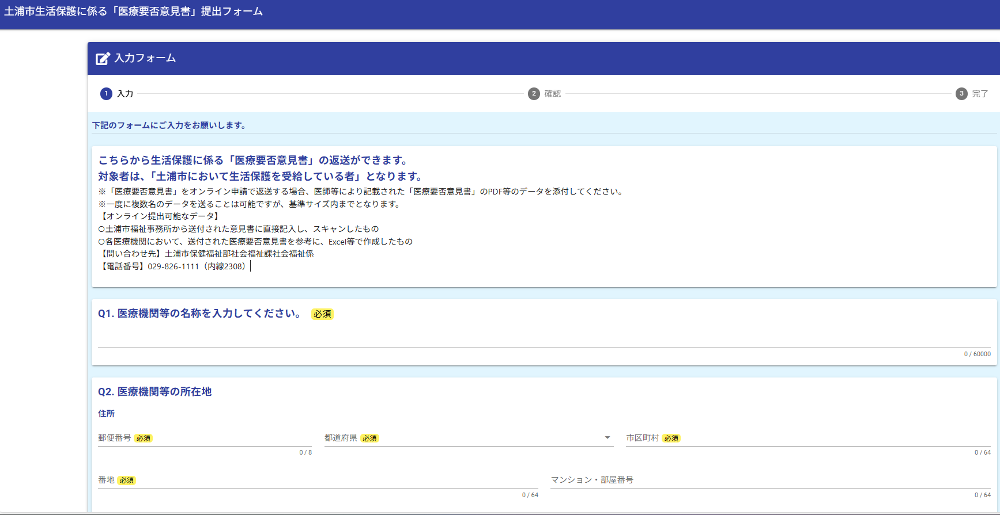 土浦市生活保護に係る「医療要否意見書」提出フォーム
入力フォーム
1 入力 2 確認 3 完了
下記のフォームにご入力をお願いします。
こちらから生活保護に係る「医療要否意見書」の返送ができます。
対象者は、「土浦市において生活保護を受給している者」となります。
※「医療要否意見書」をオンライン申請で返送する場合、医師等により記載された「医療要否意見書」のPDF等のデータを添付してください。
※一度に複数名のデータを送ることは可能ですが、基準サイズ内までとなります。
【オンライン提出可能なデータ】
○土浦市福祉事務所から送付された意見書に直接記入し、スキャンしたもの
○各医療機関において、送付された医療要否意見書を参考に、Excel等で作成したもの
【問い合わせ先】土浦市保健福祉部社会福祉課社会福祉係
【電話番号】029-826-1111（内線2308）
Q1. 医療機関等の名称を入力してください。 必須
0 / 60000
Q2. 医療機関等の所在地
住所
郵便番号 必須 都道府県 必須 市区町村 必須
0 / 8 0 / 64
番地 必須 マンション・部屋番号
0 / 64 0 / 64